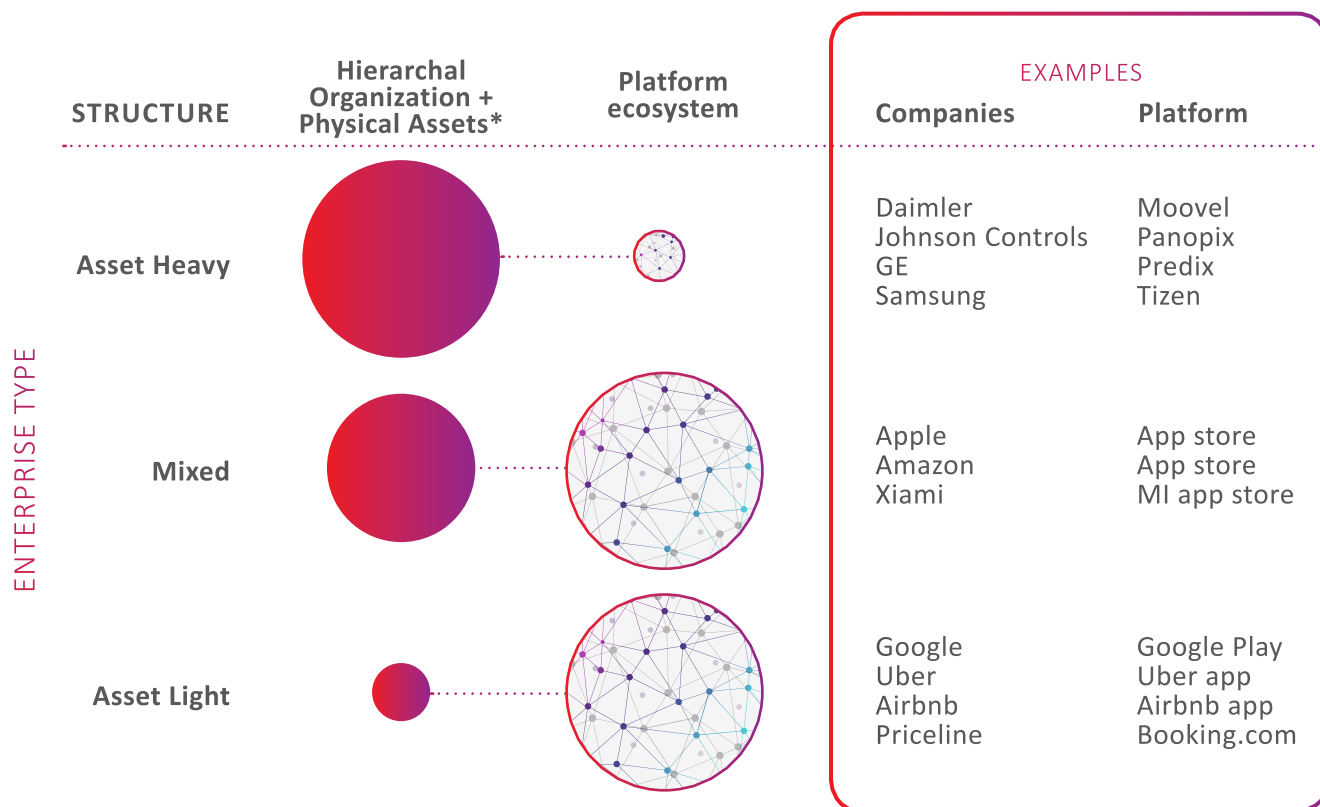 EXAMPLES
STRUCTURE
Hierarchal
Organization +
Physical Assets*
Platform
ecosystem
Companies
Platform
ENTERPRISE TYPE
Asset Heavy
Daimler
Johnson Controls
GE
Samsung
Moovel
Panopix
Predix
Tizen
Mixed
Apple
Amazon
Xiami
App store
App store
MI app store
Asset Light
Google
Uber
Airbnb
Priceline
Google Play
Uber app
Airbnb app
Booking.com